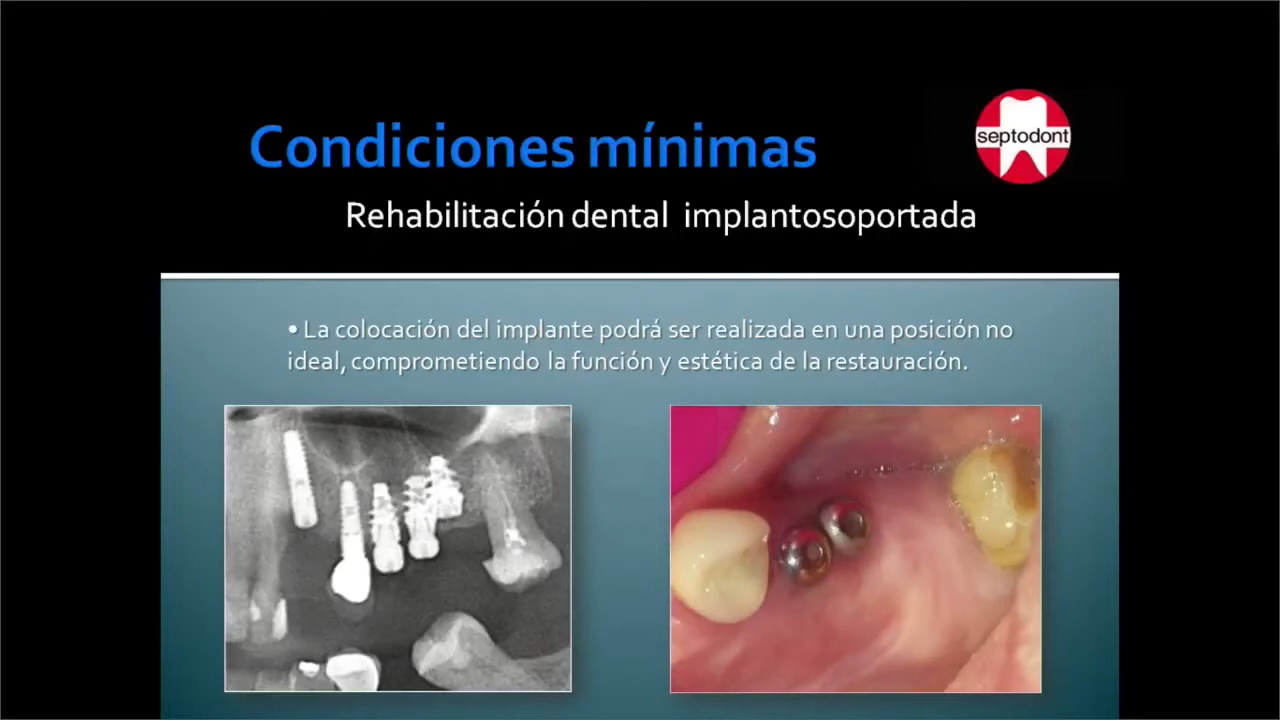 Condiciones mínimas
septodont
Rehabilitación dental implantosoportada
• La colocación del implante podrá ser realizada en una posición no
ideal, comprometiendo la función y estética de la restauración.